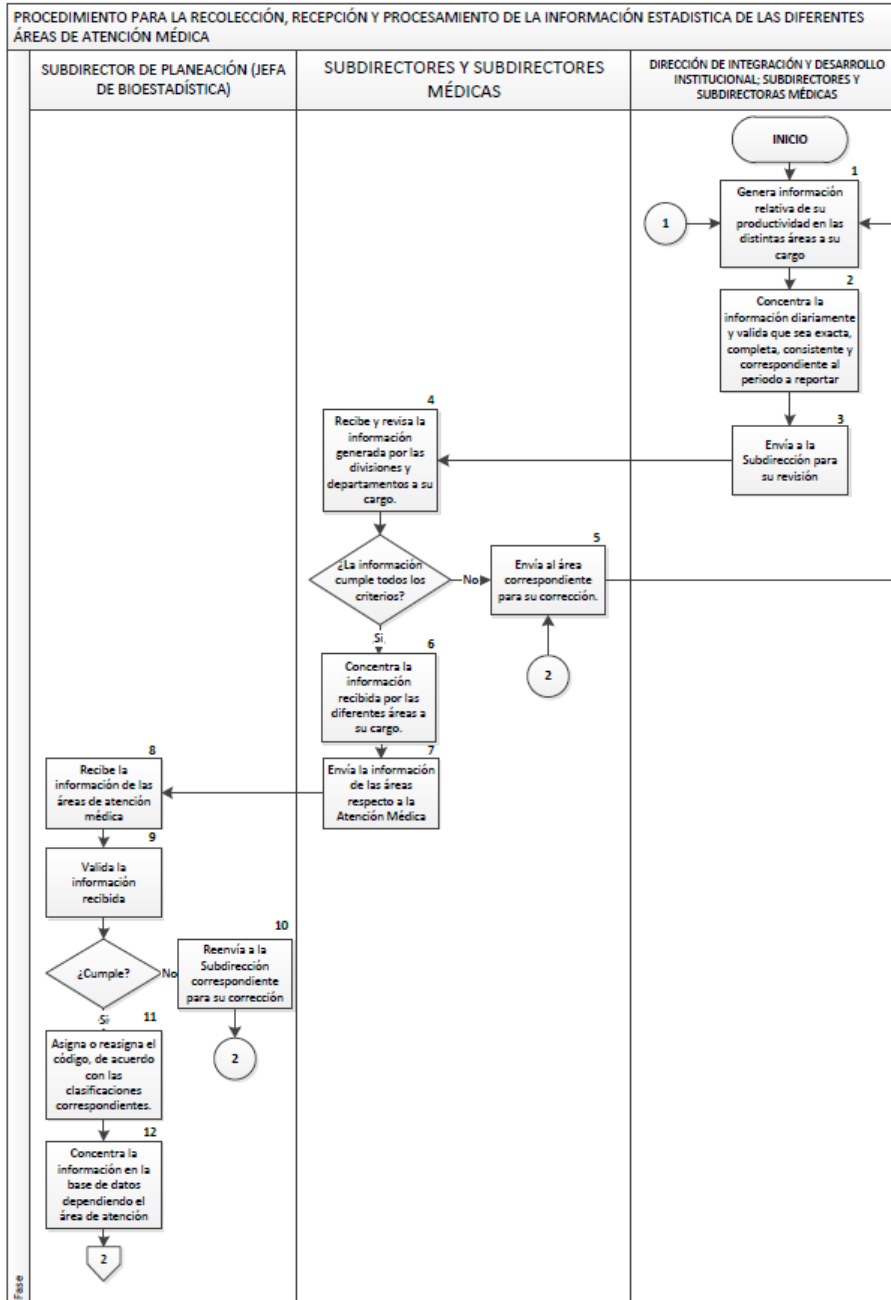 PROCEDIMIENTO PARA LA RECOLECCIÓN, RECEPCIÓN Y PROCESAMIENTO DE LA INFORMACIÓN ESTADISTICA DE LAS DIFERENTES
ÁREAS DE ATENCIÓN MÉDICA
SUBDIRECTOR DE PLANEACIÓN (JEFA
DE BIOESTADÍSTICA)
SUBDIRECTORES Y SUBDIRECTORES
MÉDICAS
DIRECCIÓN DE INTEGRACIÓN Y DESARROLLO
INSTITUCIONAL; SUBDIRECTORES Y
SUBDIRECTORAS MÉDICAS
INICIO
1
Genera información
relativa de su
productividad en las
distintas áreas a su
cargo
1
2
Concentra la
información diariamente
y valida que sea exacta,
completa, consistente y
correspondiente al
periodo a reportar
3
Envía a la
Subdirección para
su revisión
4
Recibe y revisa la
información
generada por las
divisiones y
departamentos a su
cargo.
¿La información
cumple todos los
criterios?
No
5
Envía al área
correspondiente
para su corrección.
2
Si
6
Concentra la
información
recibida por las
diferentes áreas a
su cargo.
7
Envía la información
de las áreas
respecto a la
Atención Médica
8
Recibe la
información de las
áreas de atención
médica
9
Valida la
información
recibida
¿Cumple?
No
10
Reenvía a la
Subdirección
correspondiente
para su corrección
2
Si
11
Asigna o reasigna el
código, de acuerdo
con las
clasificaciones
correspondientes.
12
Concentra la
información en la
base de datos
dependiendo el
área de atención
2
Fase